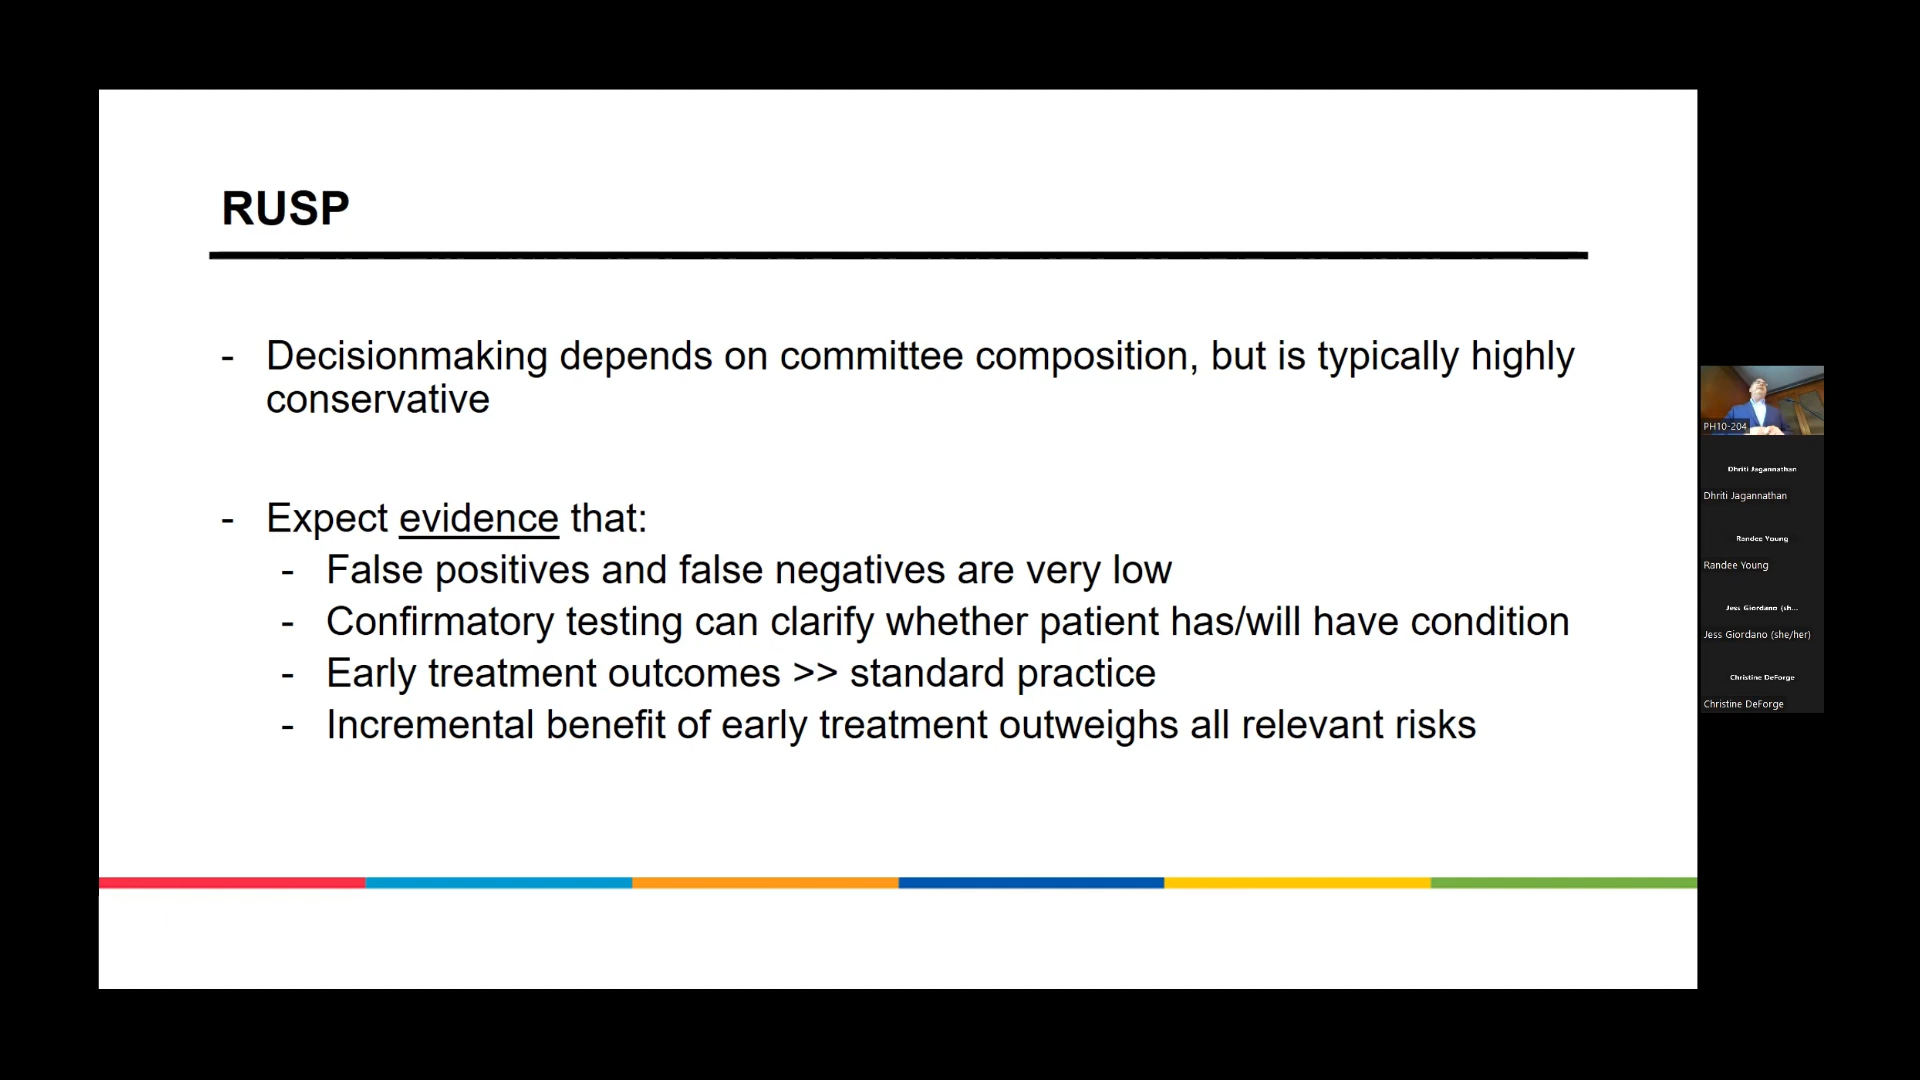 RUSP
- Decisionmaking depends on committee composition, but is typically highly
conservative
- Expect evidence that:
- False positives and false negatives are very low
- Confirmatory testing can clarify whether patient has/will have condition
- Early treatment outcomes >> standard practice
- Incremental benefit of early treatment outweighs all relevant risks
PH10-204
Dhriti Jagannathan
Dhriti Jagannathan
Randee Young
Randee Young
Jess Giordano (sh...
Jess Giordano (she/her)
Christine DeForge
Christine DeForge